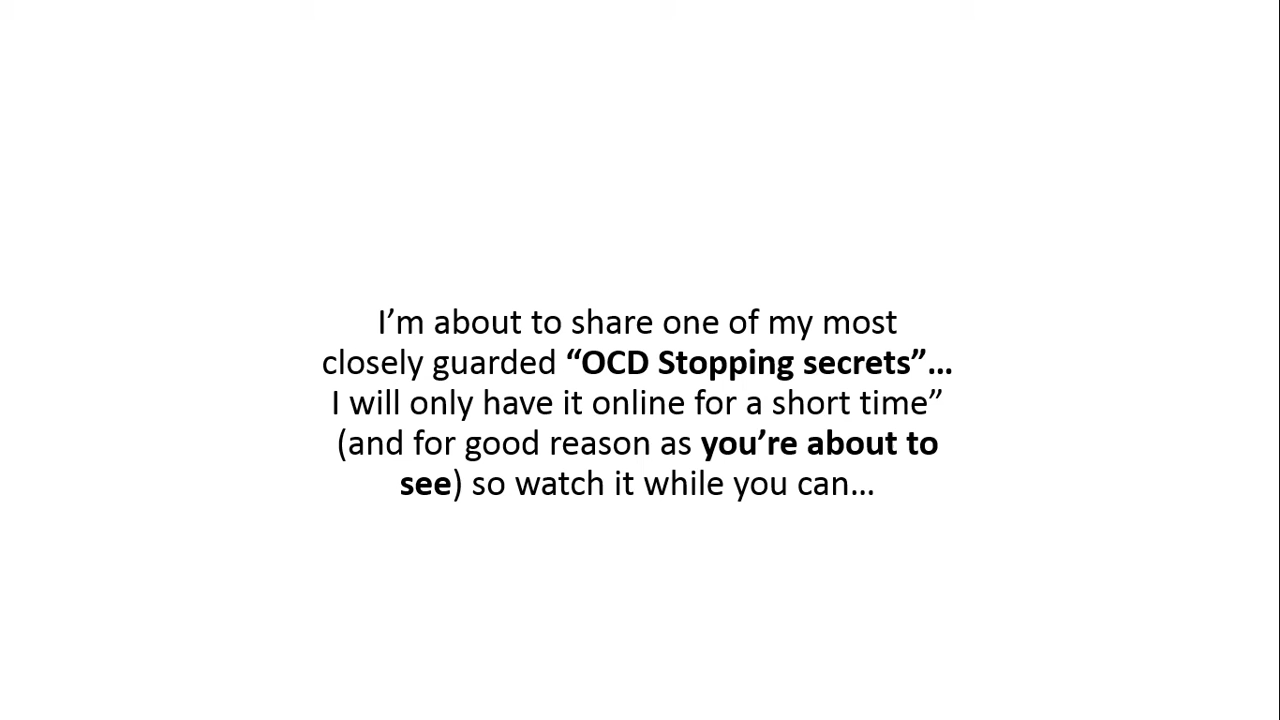 I’m about to share one of my most
closely guarded “OCD Stopping secrets”…
I will only have it online for a short time”
(and for good reason as you’re about to
see) so watch it while you can…